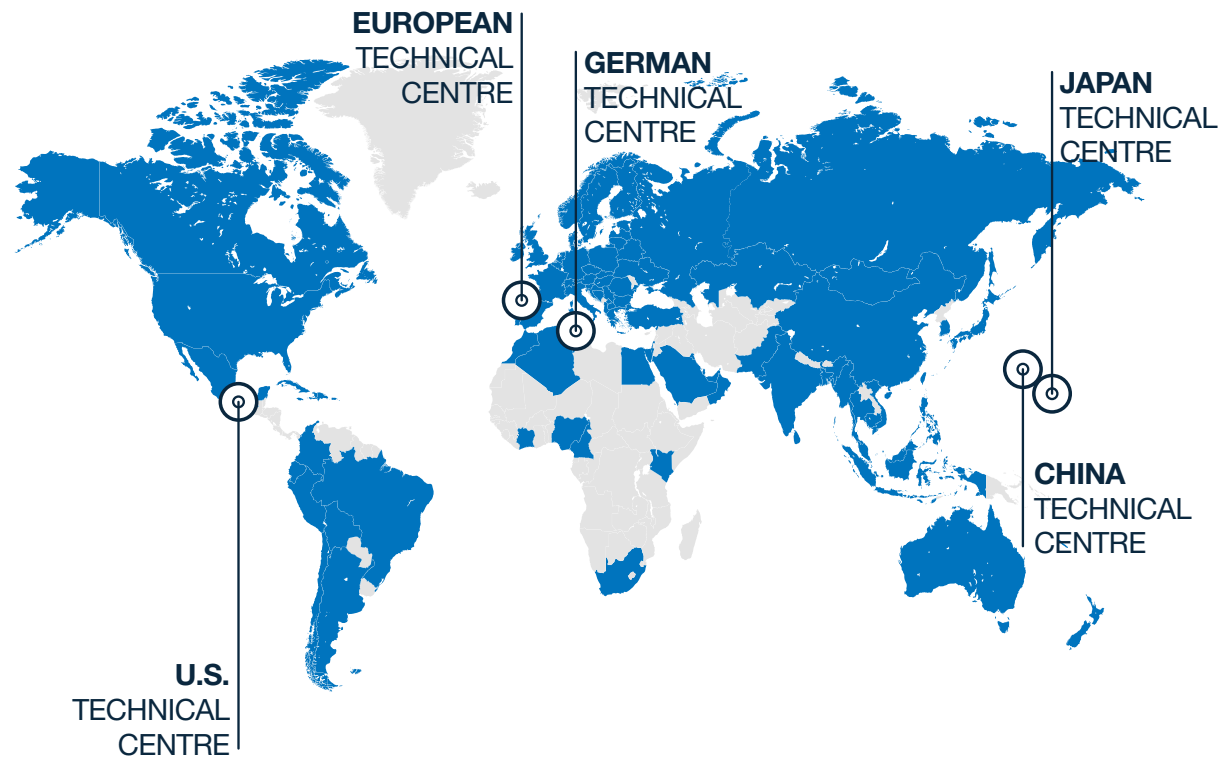 EUROPEAN
TECHNICAL
CENTRE
GERMAN
TECHNICAL
CENTRE
JAPAN
TECHNICAL
CENTRE
CHINA
TECHNICAL
CENTRE
U.S.
TECHNICAL
CENTRE